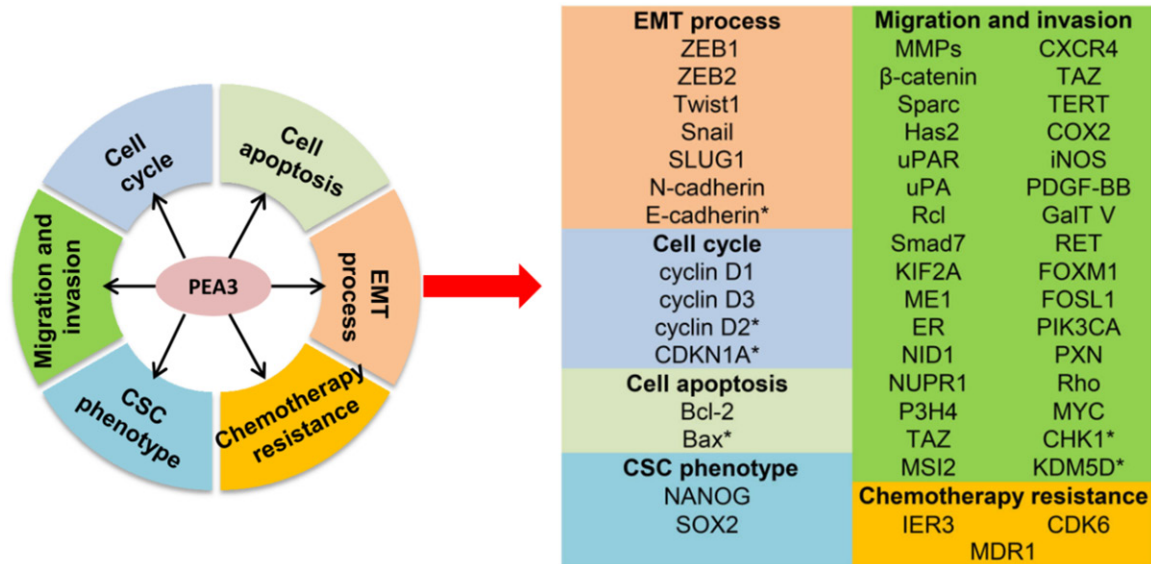 Cell
cycle
Cell
apoptosis
Migration and
invasion
PEA3
EMT
process
CSC
phenotype
Chemotherapy
resistance
EMT process
ZEB1
ZEB2
Twist1
Snail
SLUG1
N-cadherin
E-cadherin*
Cell cycle
cyclin D1
cyclin D3
cyclin D2*
CDKN1A*
Cell apoptosis
Bcl-2
Bax*
CSC phenotype
NANOG
SOX2
Migration and invasion
MMPs CXCR4
β-catenin TAZ
Sparc TERT
Has2 COX2
uPAR iNOS
uPA PDGF-BB
Rcl GalT V
Smad7 RET
KIF2A FOXM1
ME1 FOSL1
ER PIK3CA
NID1 PXN
NUPR1 Rho
P3H4 MYC
TAZ CHK1*
MSI2 KDM5D*
Chemotherapy resistance
IER3 CDK6
MDR1